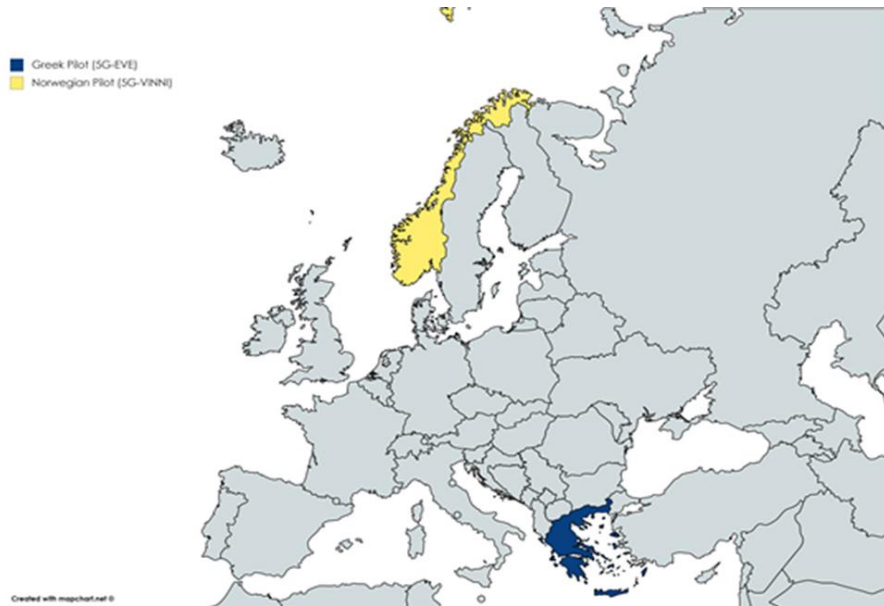 Greek Pilot (5G-EVE)
Norwegian Pilot (5G-VINNI)
Created with mapchart.net ©